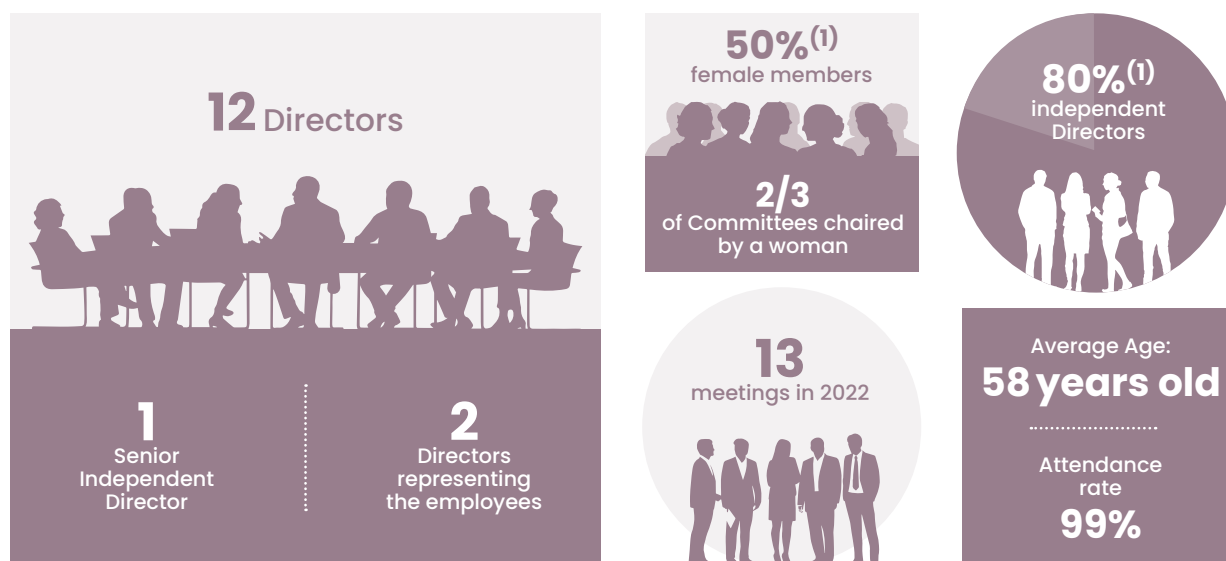 12 Directors
1
Senior
Independent
Director
2
Directors
representing
the employees
50%(1)
female members
2/3
of Committees chaired
by a woman
13
meetings in 2022
80%(1)
independent
Directors
Average Age:
58 years old
Attendance
rate
99%